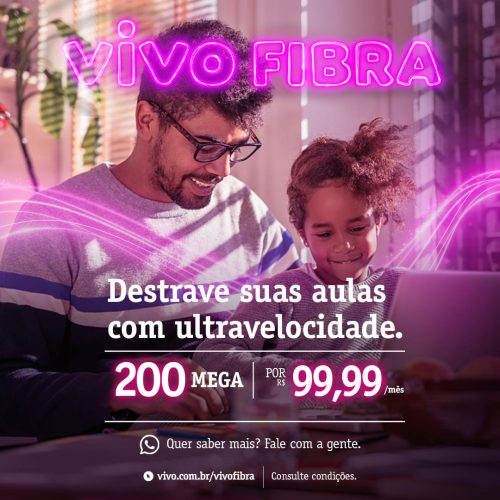 vivo FIBRA
Destrave suas aulas
com ultravelocidade.
200 MEGA | POR R$ 99,99/mês
Quer saber mais? Fale com a gente.
vivo.com.br/vivofibra | Consulte condições.